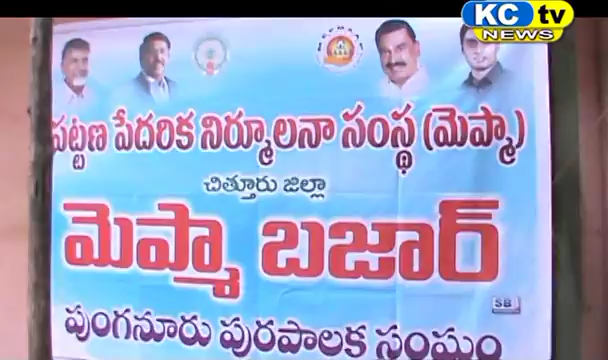 KC tv
NEWS
పట్టణ పేదరిక నిర్మూలనా సంస్థ (మెప్మా)
చిత్తూరు జిల్లా
మెప్మా బజార్
SB
పుంగనూరు పురపాలక సంఘం